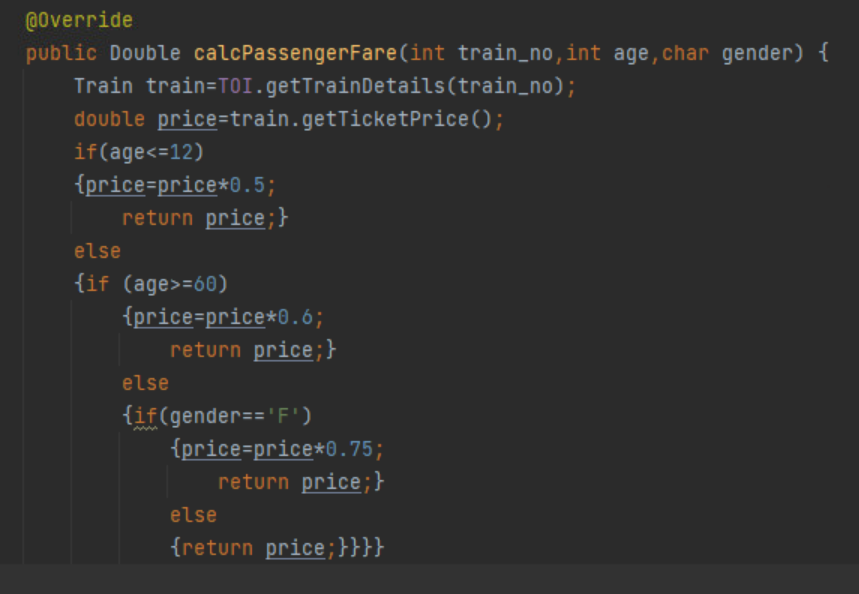 @Override
public Double calcPassengerFare(int train_no,int age,char gender) {
    Train train=TOI.getTrainDetails(train_no);
    double price=train.getTicketPrice();
    if(age<=12)
    {price=price*0.5;
        return price;}
    else
    {if (age>=60)
        {price=price*0.6;
            return price;}
        else
        {if(gender=='F')
            {price=price*0.75;
                return price;}
            else
            {return price;}}}}